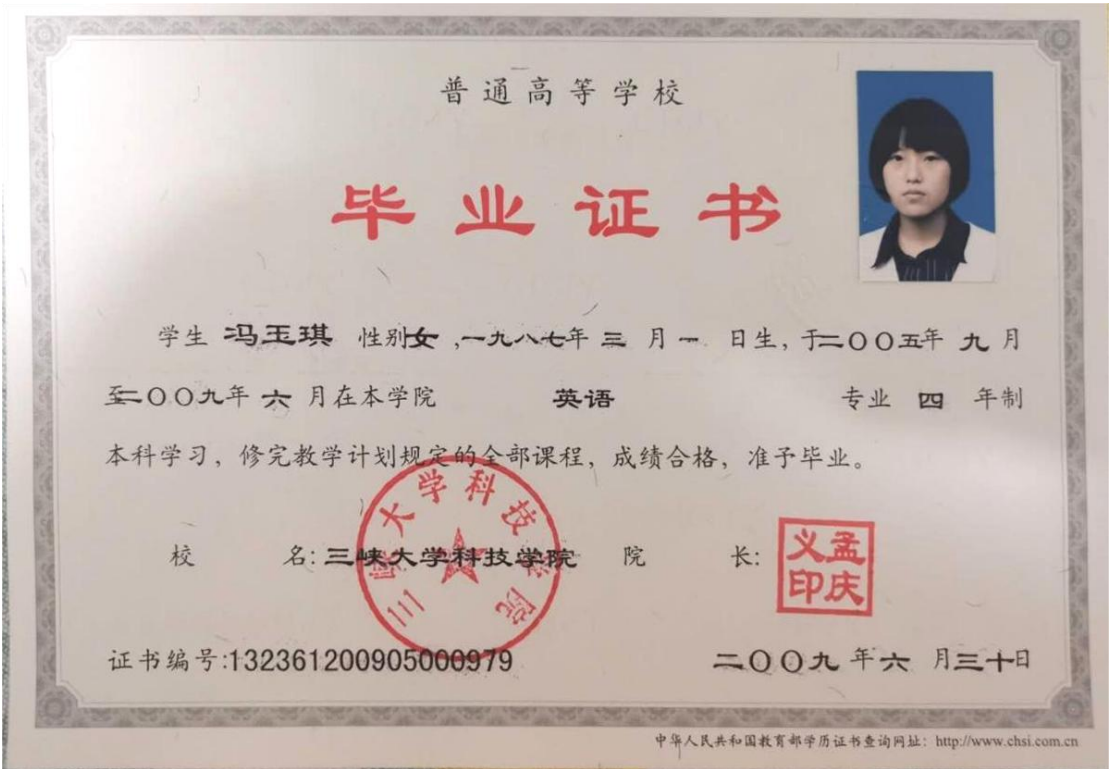 普通高等学校
毕业证书
学生 冯玉琪 性别女,一九八七年 三 月 一 日生,于二〇〇五年 九 月
至二〇〇九年 六 月在本学院 英语 专业 四 年制
本科学习,修完教学计划规定的全部课程,成绩合格,准予毕业。
三峡大学科技学院
校 名:三峡大学科技学院 院 长:
义孟
印庆
证书编号:132361200905000979 二〇〇九 年 六 月三十日
中华人民共和国教育部学历证书查询网址:http://www.chsi.com.cn